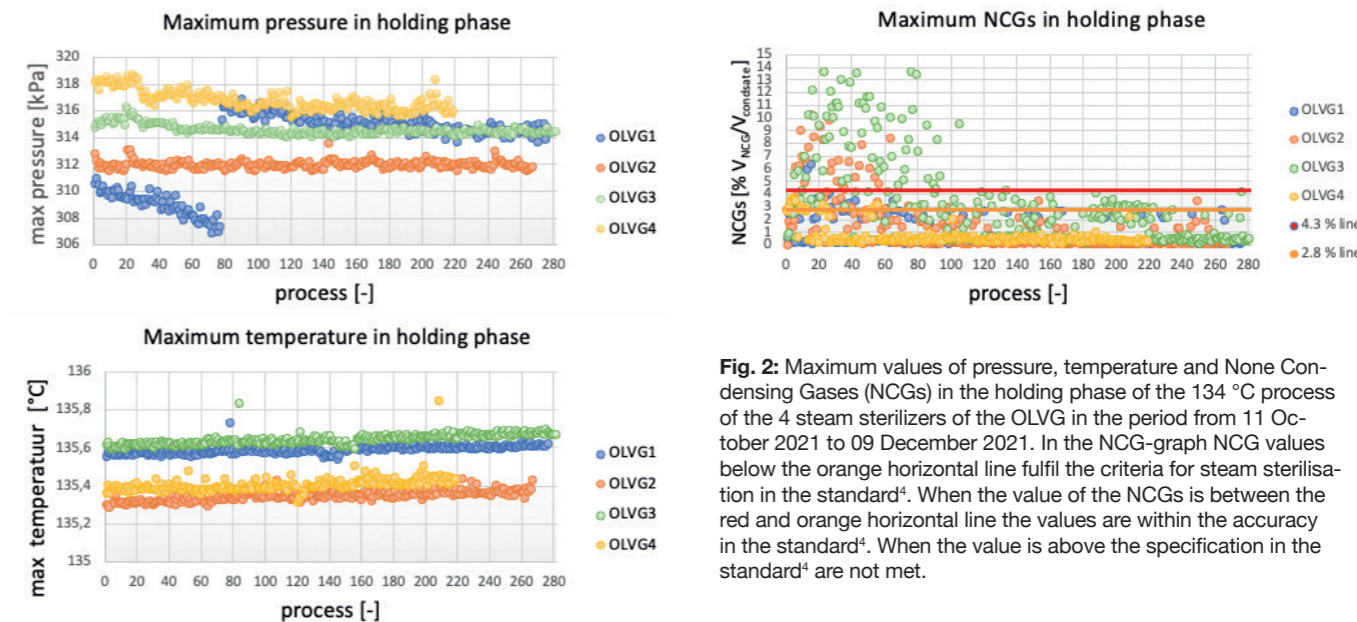 Maximum pressure in holding phase
max pressure [kPa]
320
318
316
314
312
310
308
306
0 20 40 60 80 100 120 140 160 180 200 220 240 260 280
process [-]
OLVG1
OLVG2
OLVG3
OLVG4
Maximum NCGs in holding phase
NCGs [% V_NCG/V_condsate]
15
14
13
12
11
10
9
8
7
6
5
4
3
2
1
0
0 20 40 60 80 100 120 140 160 180 200 220 240 260 280
process [-]
OLVG1
OLVG2
OLVG3
OLVG4
4.3 % line
2.8 % line
Maximum temperature in holding phase
max temperatuur [°C]
136
135,8
135,6
135,4
135,2
135
0 20 40 60 80 100 120 140 160 180 200 220 240 260 280
process [-]
OLVG1
OLVG2
OLVG3
OLVG4
Fig. 2: Maximum values of pressure, temperature and None Con-
densing Gases (NCGs) in the holding phase of the 134 °C process
of the 4 steam sterilizers of the OLVG in the period from 11 Oc-
tober 2021 to 09 December 2021. In the NCG-graph NCG values
below the orange horizontal line fulfil the criteria for steam sterilisa-
tion in the standard⁴. When the value of the NCGs is between the
red and orange horizontal line the values are within the accuracy
in the standard⁴. When the value is above the specification in the
standard⁴ are not met.